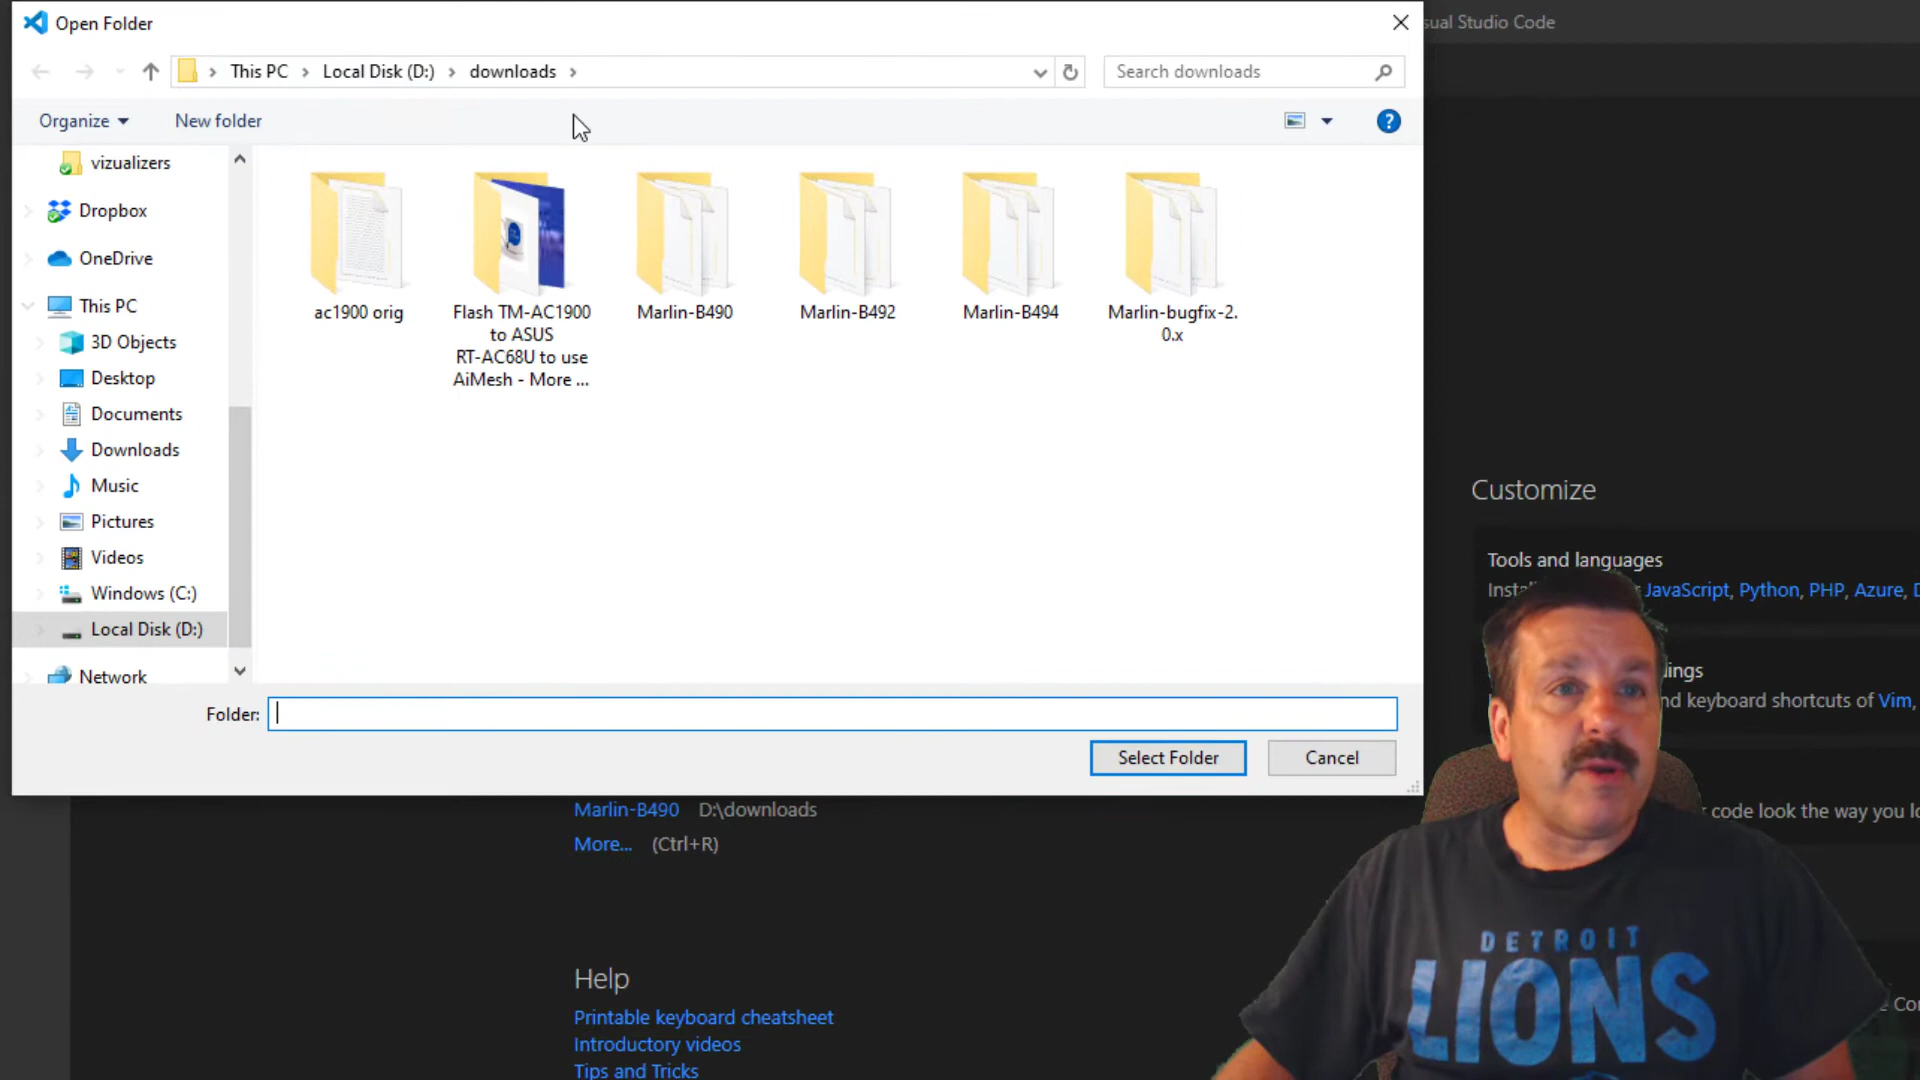 Open Folder
Visual Studio Code
This PC
Local Disk (D:)
downloads
Search downloads
Organize
New folder
?
vizualizers
Dropbox
OneDrive
This PC
3D Objects
Desktop
Documents
Downloads
Music
Pictures
Videos
Windows (C:)
Local Disk (D:)
Network
ac1900 orig
Flash TM-AC1900
to ASUS
RT-AC68U to use
AiMesh - More ...
Marlin-B490
Marlin-B492
Marlin-B494
Marlin-bugfix-2.
0.x
Folder:
Select Folder
Cancel
Marlin-B490 D:\downloads
More... (Ctrl+R)
Help
Printable keyboard cheatsheet
Introductory videos
Tips and Tricks
Customize
Tools and languages
JavaScript, Python, PHP, Azure,
keyboard shortcuts of Vim,
code look the way you
DETROIT
LIONS